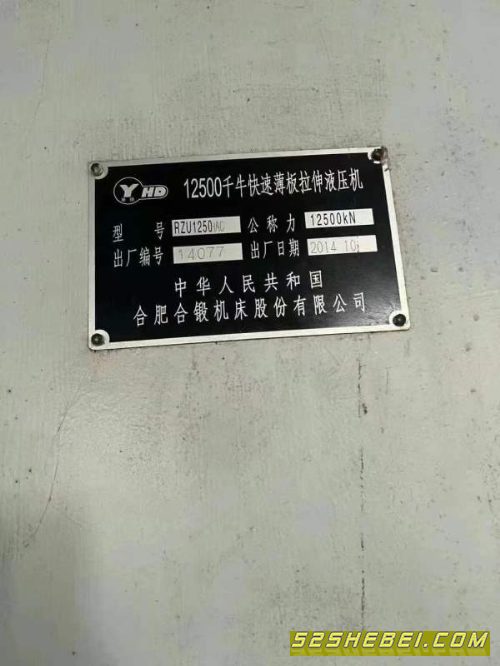 YHD 12500千牛快速薄板拉伸液压机
型 号 RZU1250 公称力 12500kN
出厂编号 14077 出厂日期 2014.10
中华人民共和国
合肥合锻机床股份有限公司
52SHEBEI.COM